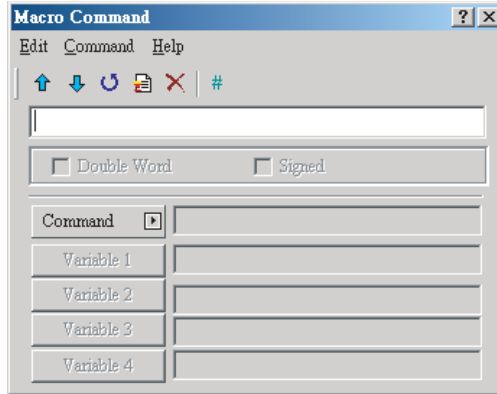 Macro Command
Edit Command Help
#
Double Word Signed
Command
Variable 1
Variable 2
Variable 3
Variable 4